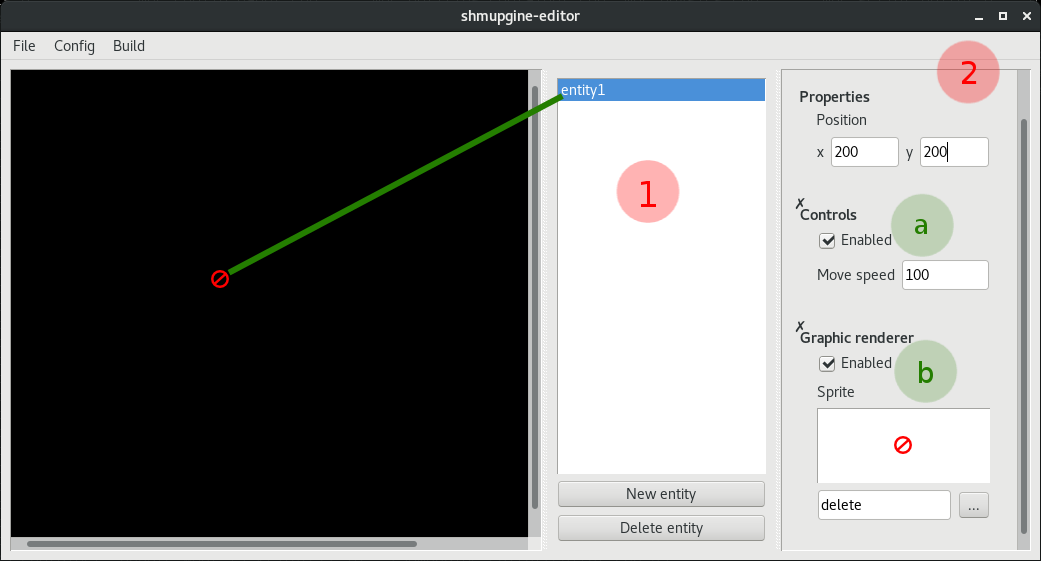 shmupgine-editor
File Config Build
entity1
1
New entity
Delete entity
2
Properties
Position
x 200 y 200
✗
Controls
a
Enabled
Move speed 100
✗
Graphic renderer
Enabled
b
Sprite
delete ...